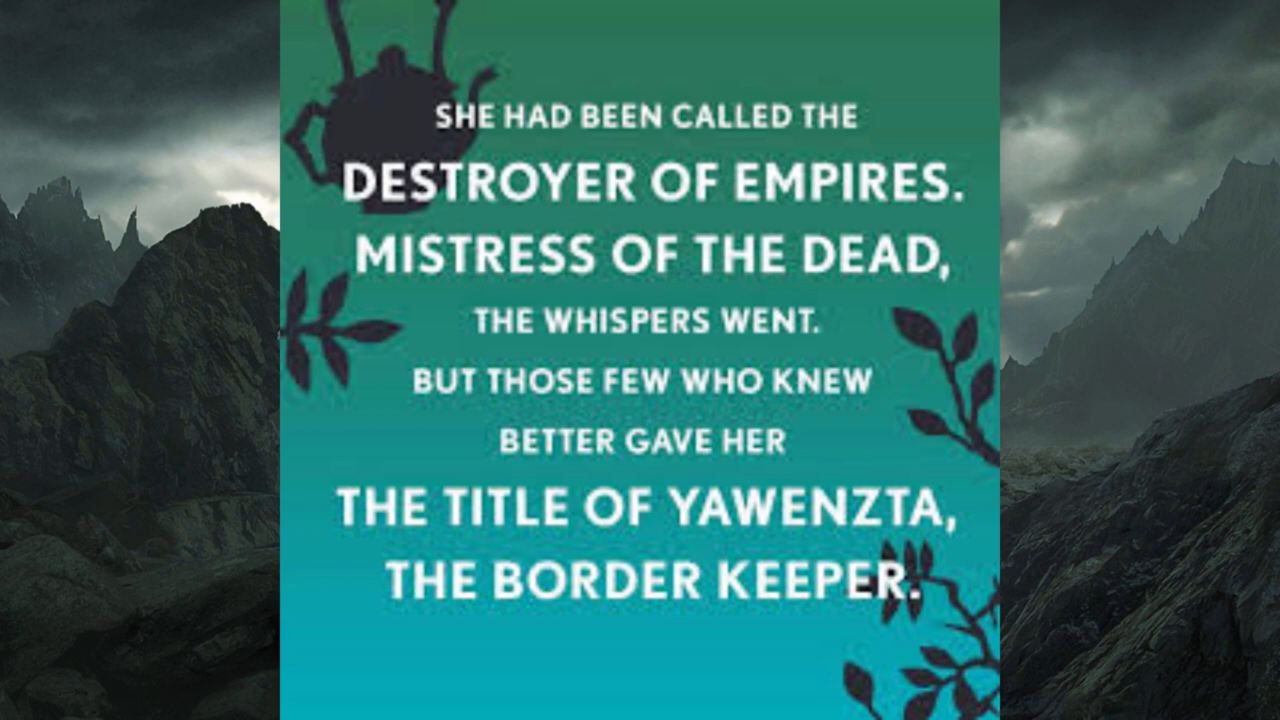 SHE HAD BEEN CALLED THE
DESTROYER OF EMPIRES.
MISTRESS OF THE DEAD,
THE WHISPERS WENT.
BUT THOSE FEW WHO KNEW
BETTER GAVE HER
THE TITLE OF YAWENZTA,
THE BORDER KEEPER.